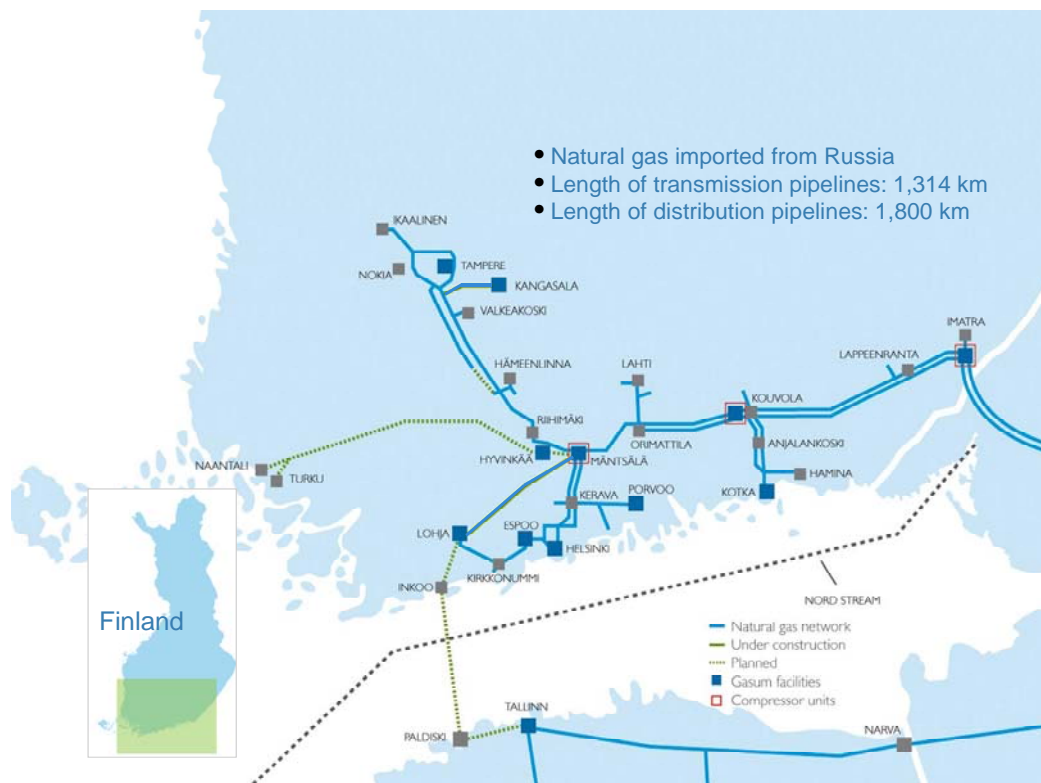 • Natural gas imported from Russia
• Length of transmission pipelines: 1,314 km
• Length of distribution pipelines: 1,800 km
IKAALINEN
TAMPERE
NOKIA
KANGASALA
VALKEAKOSKI
IMATRA
LAPPEENRANTA
HÄMEENLINNA
LAHTI
KOUVOLA
RIIHIMÄKI
ORIMATTILA
ANJALANKOSKI
HYVINKÄÄ
MÄNTSÄLÄ
NAANTALI
TURKU
HAMINA
KERAVA
PORVOO
KOTKA
LOHJA
ESPOO
HELSINKI
KIRKKONUMMI
INKOO
NORD STREAM
Finland
Natural gas network
Under construction
Planned
Gasum facilities
Compressor units
TALLINN
PALDISKI
NARVA